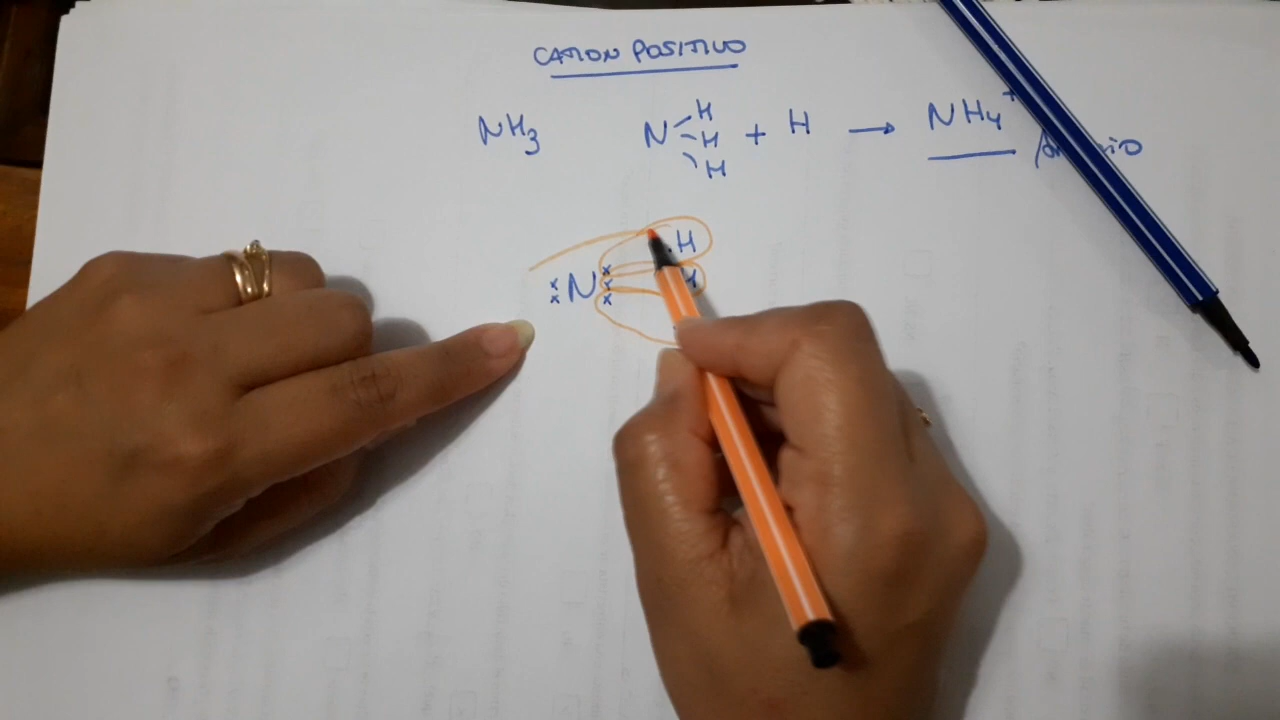 CATION POSITIVO
NH3 N H H H + H → NH4+
H
N H